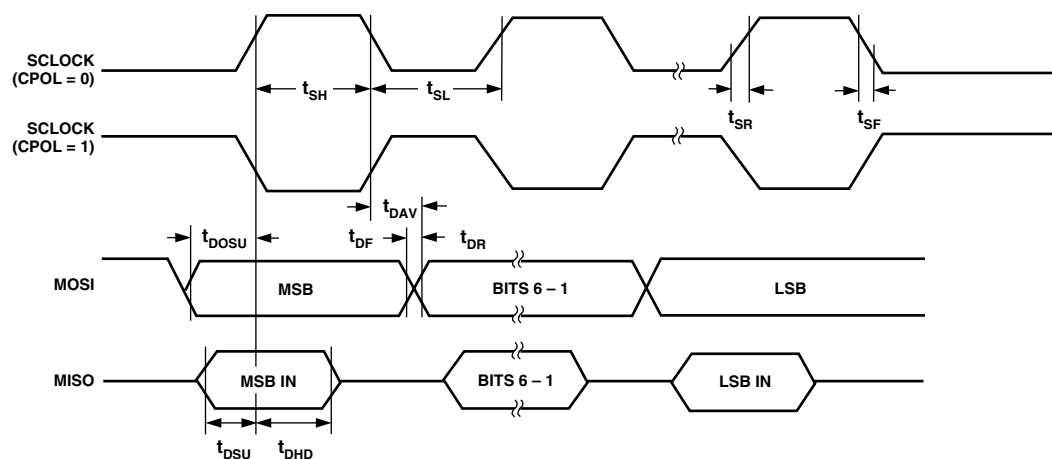 SCLOCK
(CPOL = 0)
tSH
tSL
tSR
tSF
SCLOCK
(CPOL = 1)
tDAV
tDOSU
tDF
tDR
MOSI
MSB
BITS 6 – 1
LSB
MISO
MSB IN
BITS 6 – 1
LSB IN
tDSU
tDHD